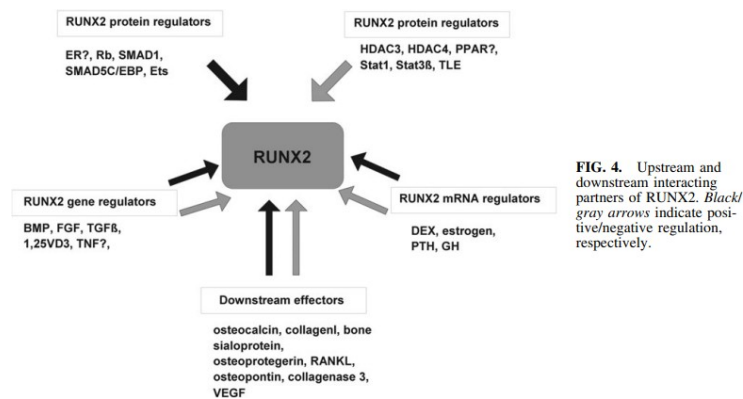 RUNX2 protein regulators
ER?, Rb, SMAD1,
SMAD5C/EBP, Ets
RUNX2 protein regulators
HDAC3, HDAC4, PPAR?,
Stat1, Stat3ß, TLE
RUNX2
RUNX2 gene regulators
BMP, FGF, TGFß,
1,25VD3, TNF?,
RUNX2 mRNA regulators
DEX, estrogen,
PTH, GH
Downstream effectors
osteocalcin, collagenI, bone
sialoprotein,
osteoprotegerin, RANKL,
osteopontin, collagenase 3,
VEGF
FIG. 4. Upstream and
downstream interacting
partners of RUNX2. Black/
gray arrows indicate posi-
tive/negative regulation,
respectively.